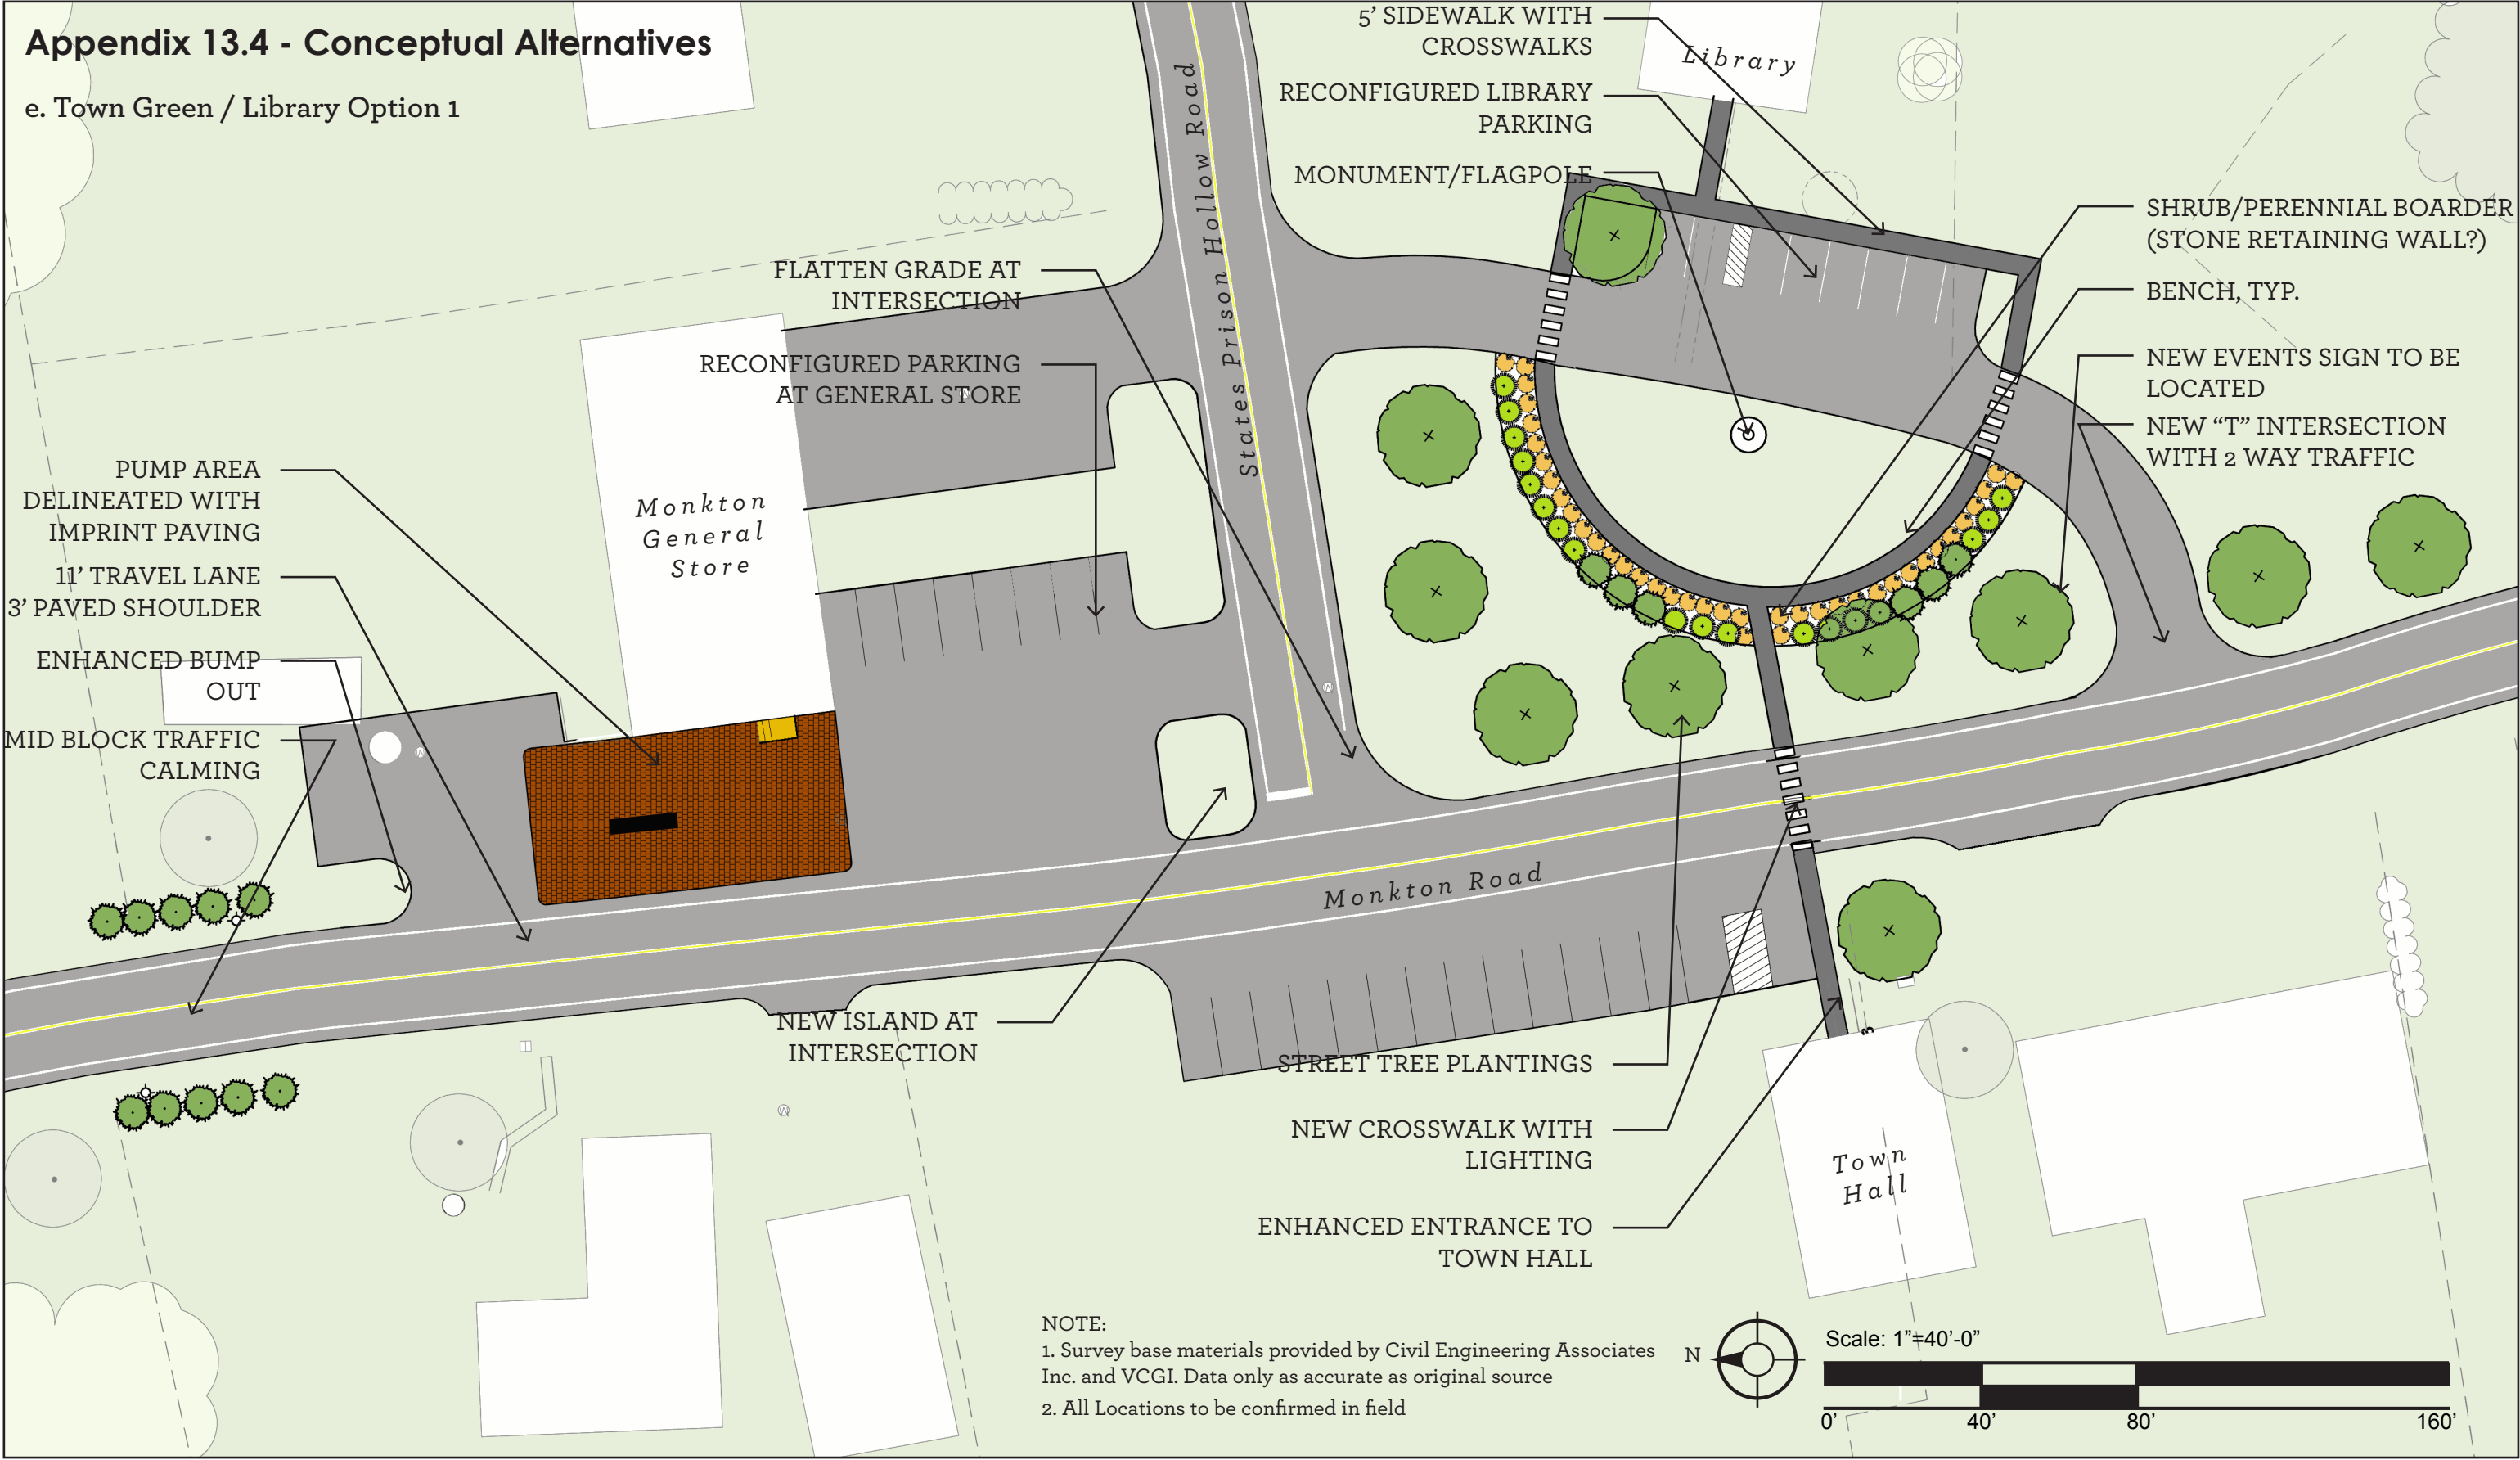 Appendix 13.4 - Conceptual Alternatives
e. Town Green / Library Option 1
5’ SIDEWALK WITH
CROSSWALKS
RECONFIGURED LIBRARY
PARKING
MONUMENT/FLAGPOLE
Library
States Prison Hollow Road
FLATTEN GRADE AT
INTERSECTION
RECONFIGURED PARKING
AT GENERAL STORE
SHRUB/PERENNIAL BOARDER
(STONE RETAINING WALL?)
BENCH, TYP.
NEW EVENTS SIGN TO BE
LOCATED
NEW “T” INTERSECTION
WITH 2 WAY TRAFFIC
PUMP AREA
DELINEATED WITH
IMPRINT PAVING
11’ TRAVEL LANE
3’ PAVED SHOULDER
ENHANCED BUMP
OUT
MID BLOCK TRAFFIC
CALMING
Monkton
General
Store
Monkton Road
NEW ISLAND AT
INTERSECTION
STREET TREE PLANTINGS
NEW CROSSWALK WITH
LIGHTING
ENHANCED ENTRANCE TO
TOWN HALL
Town
Hall
NOTE:
1. Survey base materials provided by Civil Engineering Associates
Inc. and VCGI. Data only as accurate as original source
2. All Locations to be confirmed in field
N
Scale: 1”=40’-0”
0’ 40’ 80’ 160’